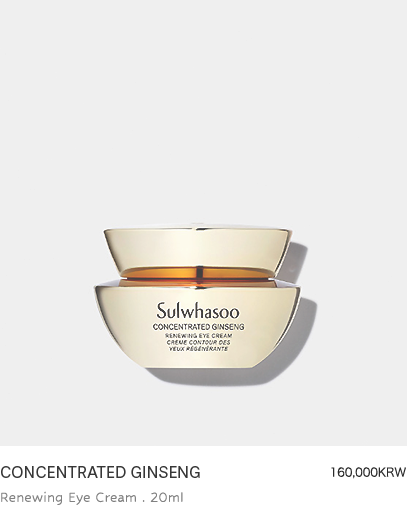 Sulwhasoo
CONCENTRATED GINSENG
RENEWING EYE CREAM
CRÈME CONTOUR DES
YEUX RÉGÉNÉRANTE
CONCENTRATED GINSENG 160,000KRW
Renewing Eye Cream . 20ml